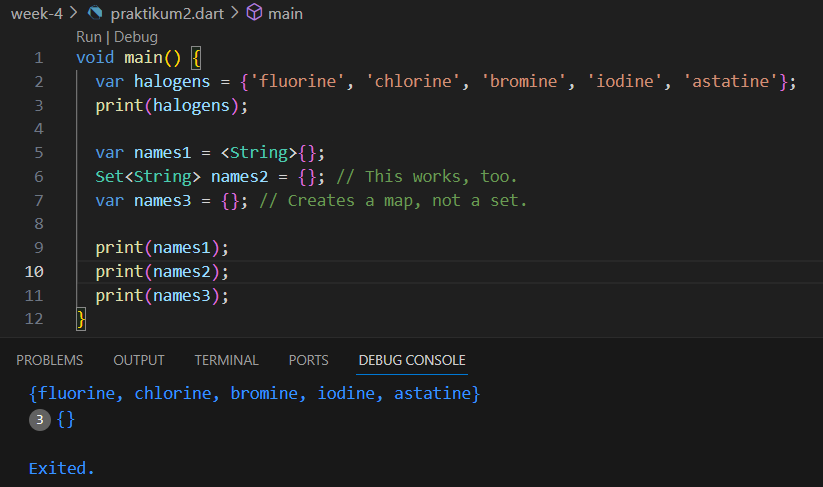 week-4 > praktikum2.dart > main
Run | Debug
1 void main() {
2   var halogens = {'fluorine', 'chlorine', 'bromine', 'iodine', 'astatine'};
3   print(halogens);
4
5   var names1 = <String>{};
6   Set<String> names2 = {}; // This works, too.
7   var names3 = {}; // Creates a map, not a set.
8
9   print(names1);
10   print(names2);
11   print(names3);
12 }
PROBLEMS OUTPUT TERMINAL PORTS DEBUG CONSOLE
{fluorine, chlorine, bromine, iodine, astatine}
3 {}
Exited.